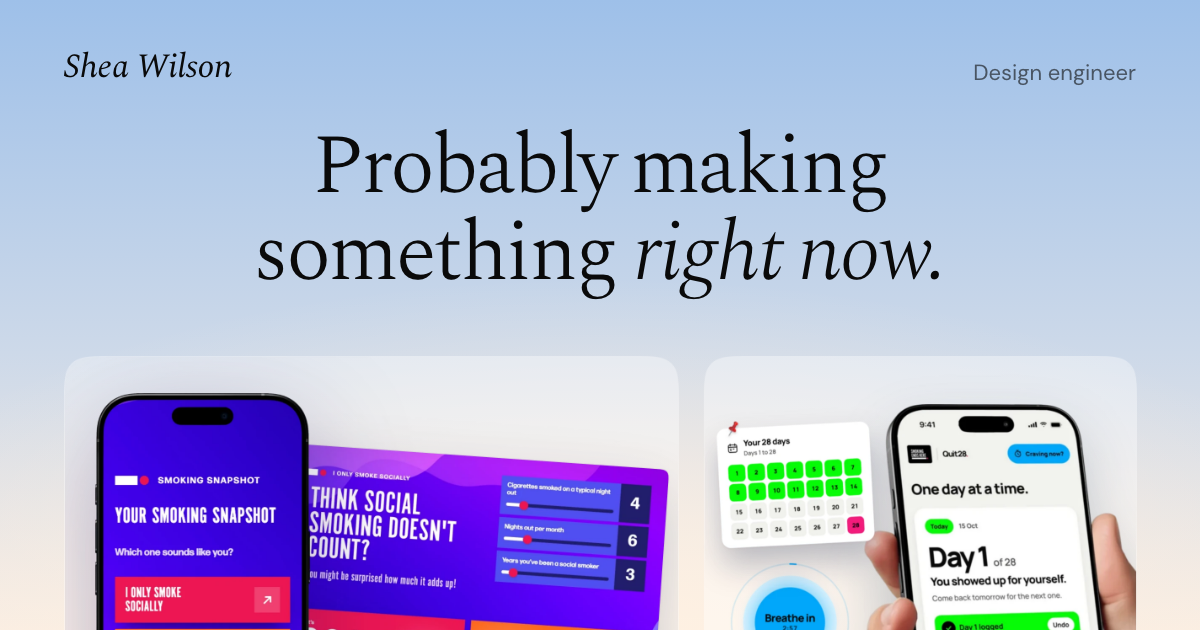 Shea Wilson
Design engineer
Probably making
something right now.
SMOKING SNAPSHOT
YOUR SMOKING SNAPSHOT
Which one sounds like you?
I ONLY SMOKE
SOCIALLY
I ONLY SMOKE SOCIALLY
THINK SOCIAL
SMOKING DOESN'T
COUNT?
ou might be surprised how much it adds up!
Cigarettes smoked on a typical night
out
4
Nights out per month
6
Years you've been a social smoker
3
Your 28 days
Days 1 to 28
1 2 3 4 5 6 7
8 9 10 11 12 13 14
15 16 17 18 19 20 21
22 23 24 25 26 27 28
Breathe in
2:57
9:41
Quit28.
Craving now?
One day at a time.
Today
15 Oct
Day 1 of 28
You showed up for yourself.
Come back tomorrow for the next one.
Day 1 logged
Undo